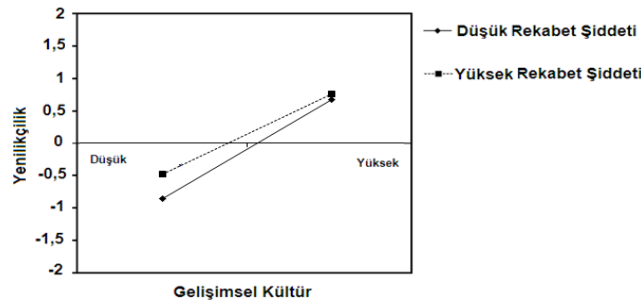 2
1,5
1
0,5
0
-0,5
-1
-1,5
-2
Yenilikçilik
Düşük
Yüksek
Gelişimsel Kültür
Düşük Rekabet Şiddeti
Yüksek Rekabet Şiddeti